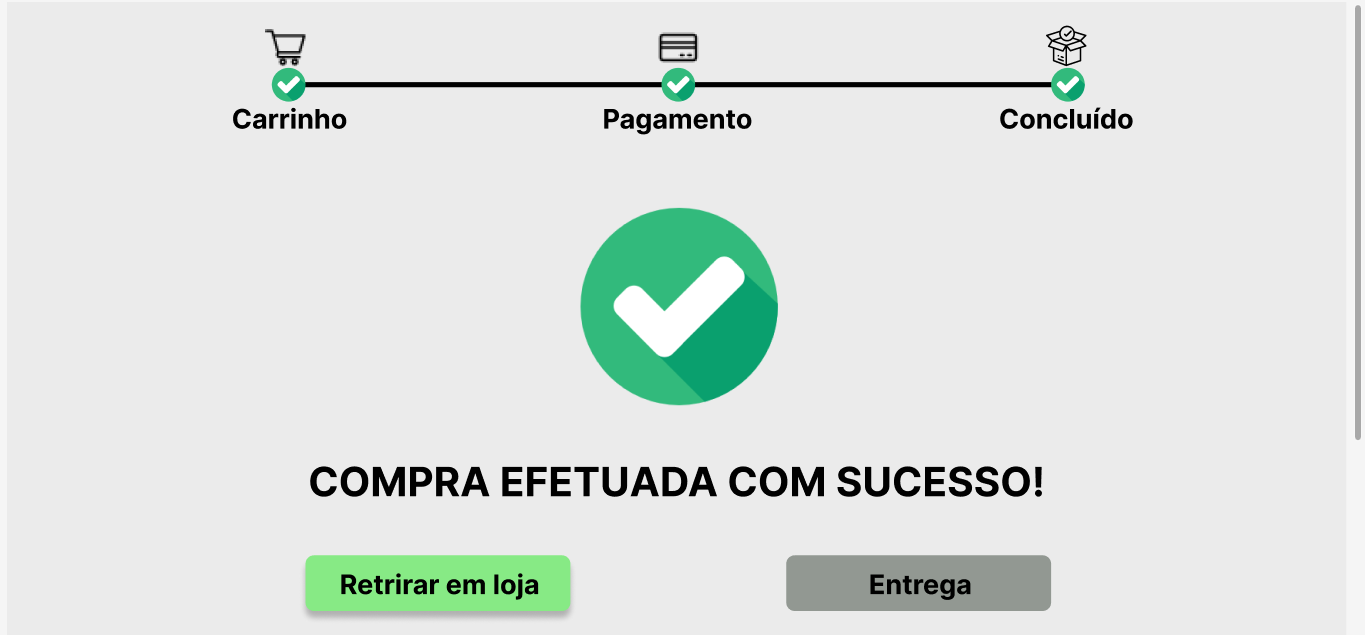 Carrinho Pagamento Concluído
COMPRA EFETUADA COM SUCESSO!
Retrirar em loja Entrega